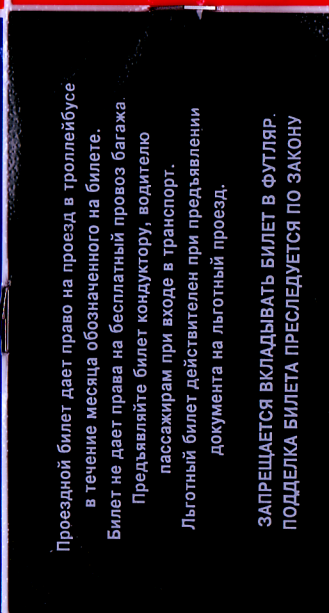 Проездной билет дает право на проезд в троллейбусе
в течение месяца обозначенного на билете.
Билет не дает права на бесплатный провоз багажа.
Предъявляйте билет кондуктору, водителю
пассажирам при входе в транспорт.
Льготный билет действителен при предъявлении
документа на льготный проезд.
ЗАПРЕЩАЕТСЯ ВКЛАДЫВАТЬ БИЛЕТ В ФУТЛЯР.
ПОДДЕЛКА БИЛЕТА ПРЕСЛЕДУЕТСЯ ПО ЗАКОНУ